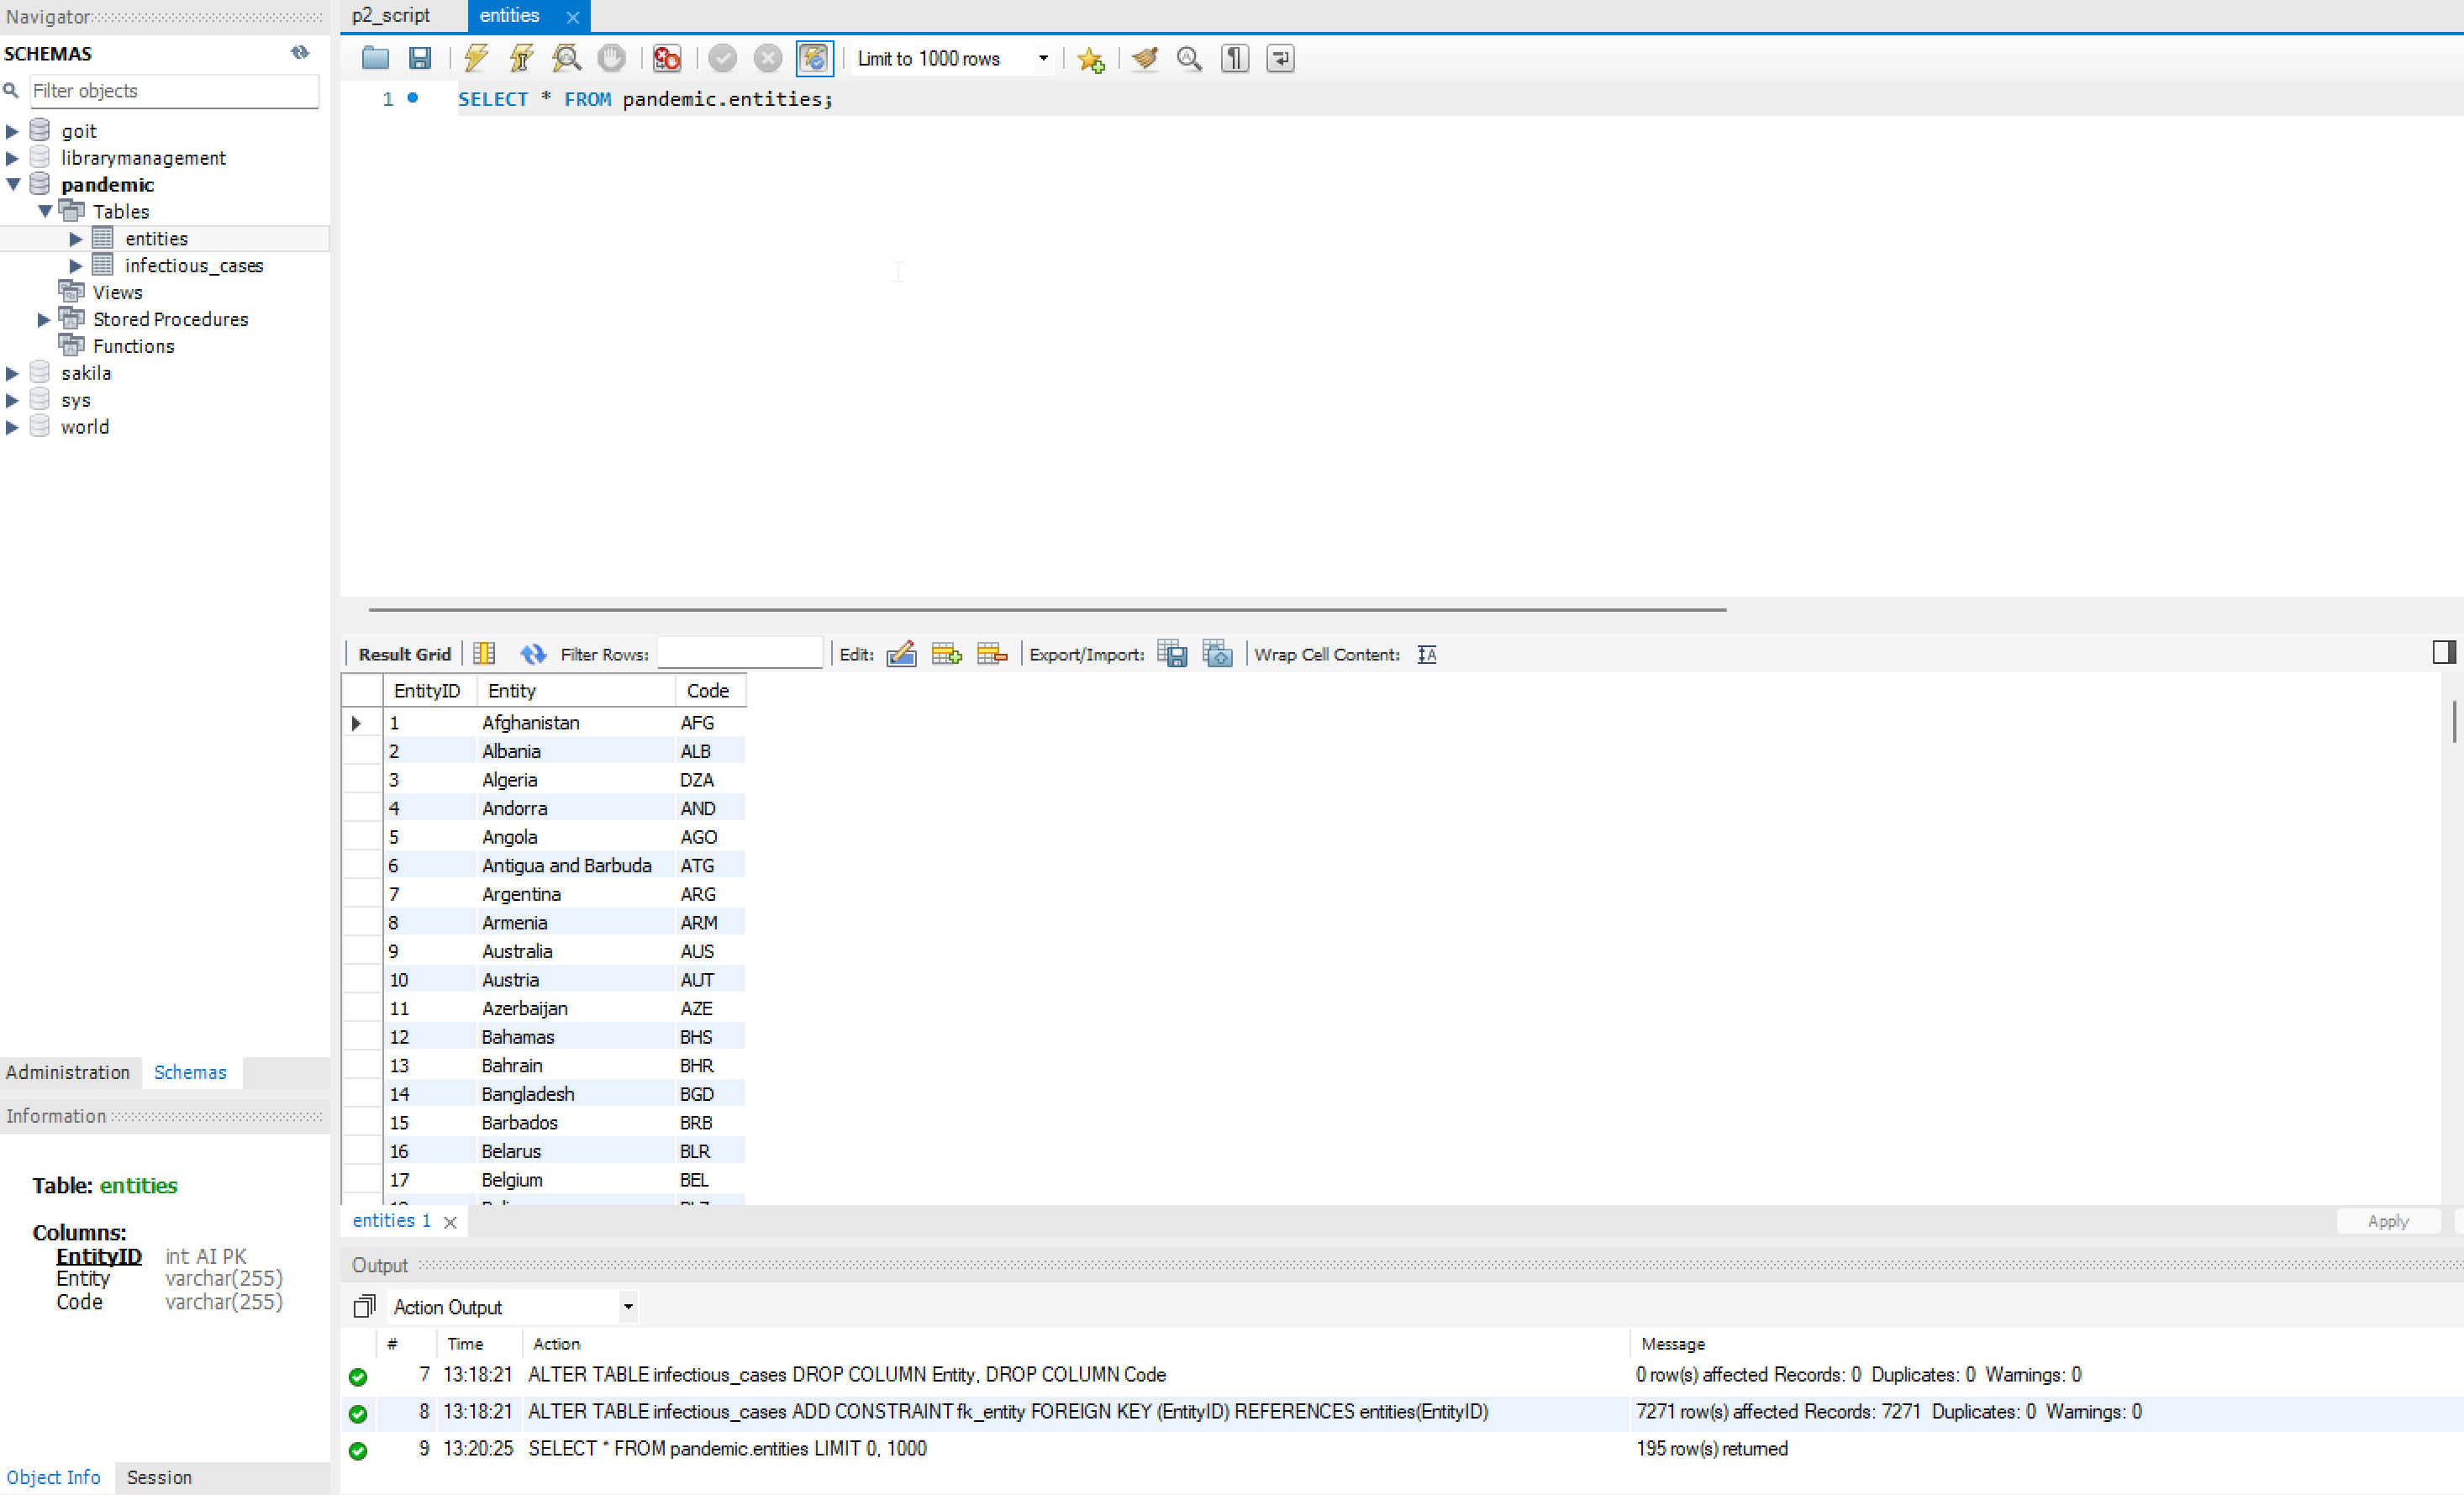 Navigator
SCHEMAS
Filter objects
goit
librarymanagement
pandemic
Tables
entities
infectious_cases
Views
Stored Procedures
Functions
sakila
sys
world
Administration Schemas
Information
Table: entities
Columns:
EntityID int AI PK
Entity varchar(255)
Code varchar(255)
Object Info Session
p2_script entities
Limit to 1000 rows
1 SELECT * FROM pandemic.entities;
Result Grid Filter Rows: Edit: Export/Import: Wrap Cell Content:
EntityID Entity Code
1 Afghanistan AFG
2 Albania ALB
3 Algeria DZA
4 Andorra AND
5 Angola AGO
6 Antigua and Barbuda ATG
7 Argentina ARG
8 Armenia ARM
9 Australia AUS
10 Austria AUT
11 Azerbaijan AZE
12 Bahamas BHS
13 Bahrain BHR
14 Bangladesh BGD
15 Barbados BRB
16 Belarus BLR
17 Belgium BEL
entities 1 Apply
Output
Action Output
# Time Action Message
7 13:18:21 ALTER TABLE infectious_cases DROP COLUMN Entity, DROP COLUMN Code 0 row(s) affected Records: 0 Duplicates: 0 Warnings: 0
8 13:18:21 ALTER TABLE infectious_cases ADD CONSTRAINT fk_entity FOREIGN KEY (EntityID) REFERENCES entities(EntityID) 7271 row(s) affected Records: 7271 Duplicates: 0 Warnings: 0
9 13:20:25 SELECT * FROM pandemic.entities LIMIT 0, 1000 195 row(s) returned